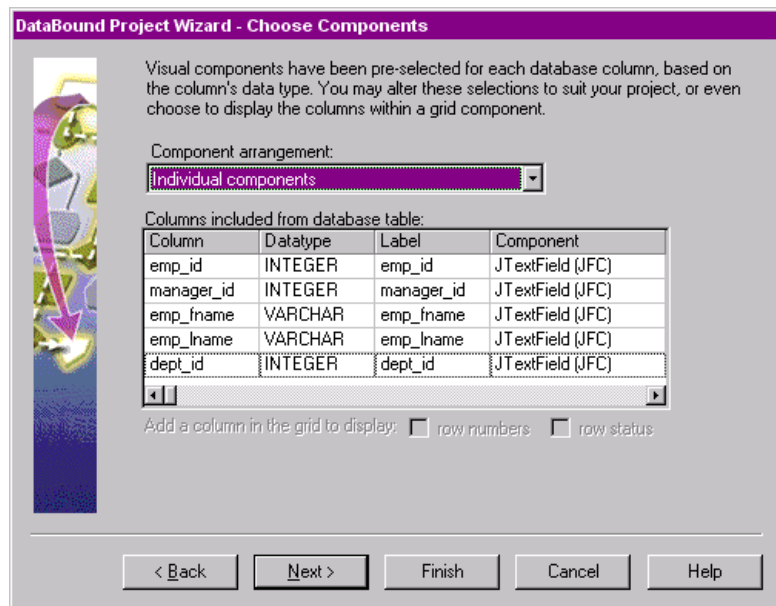 DataBound Project Wizard - Choose Components
Visual components have been pre-selected for each database column, based on
the column's data type. You may alter these selections to suit your project, or even
choose to display the columns within a grid component.
Component arrangement:
Individual components
Columns included from database table:
Column Datatype Label Component
emp_id INTEGER emp_id JTextField (JFC)
manager_id INTEGER manager_id JTextField (JFC)
emp_fname VARCHAR emp_fname JTextField (JFC)
emp_lname VARCHAR emp_lname JTextField (JFC)
dept_id INTEGER dept_id JTextField (JFC)
Add a column in the grid to display: row numbers row status
< Back Next > Finish Cancel Help